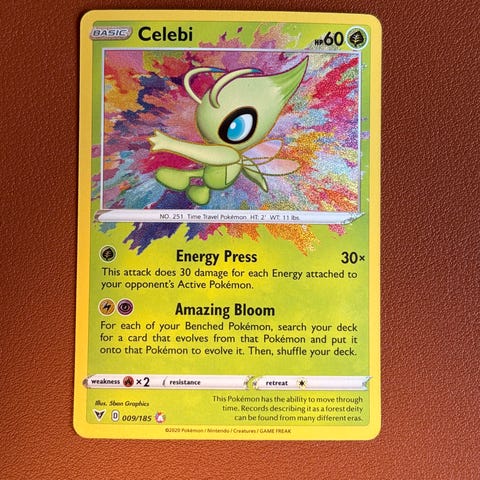 BASIC Celebi HP60
NO. 251 Time Travel Pokémon HT: 2' WT: 11 lbs.
Energy Press 30×
This attack does 30 damage for each Energy attached to
your opponent's Active Pokémon.
Amazing Bloom
For each of your Benched Pokémon, search your deck
for a card that evolves from that Pokémon and put it
onto that Pokémon to evolve it. Then, shuffle your deck.
weakness ×2 resistance retreat
Illus. 5ban Graphics
D 009/185
This Pokémon has the ability to move through
time. Records describing it as a forest deity
can be found from many different eras.
©2020 Pokémon / Nintendo / Creatures / GAME FREAK